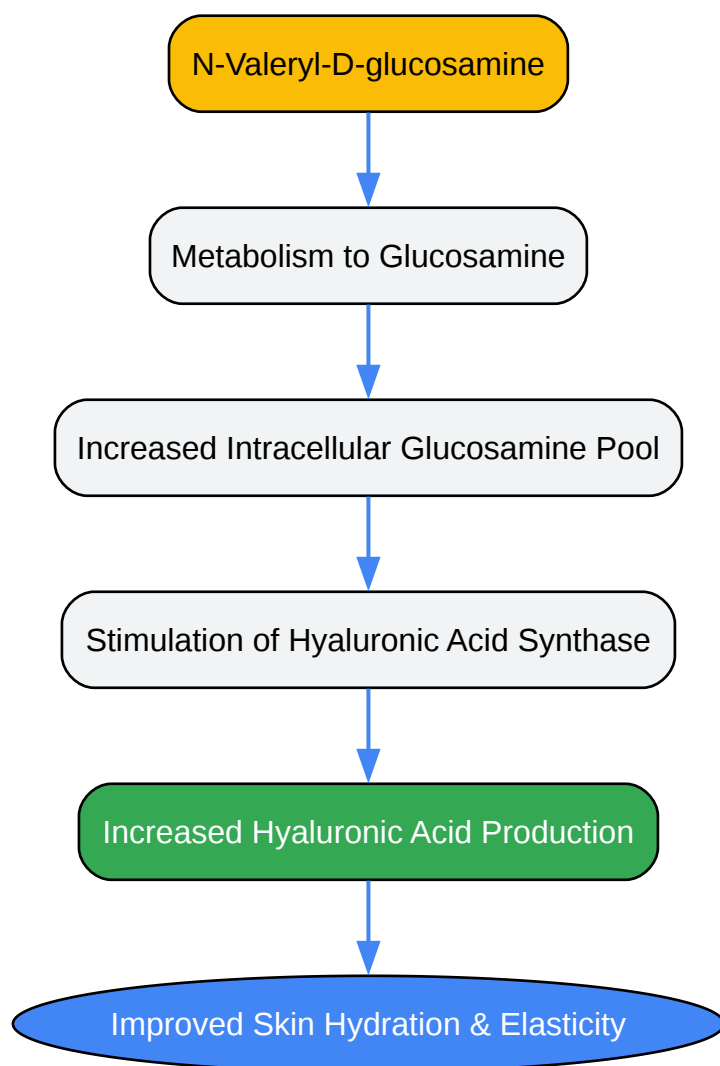 N-Valeryl-D-glucosamine
Metabolism to Glucosamine
Increased Intracellular Glucosamine Pool
Stimulation of Hyaluronic Acid Synthase
Increased Hyaluronic Acid Production
Improved Skin Hydration & Elasticity